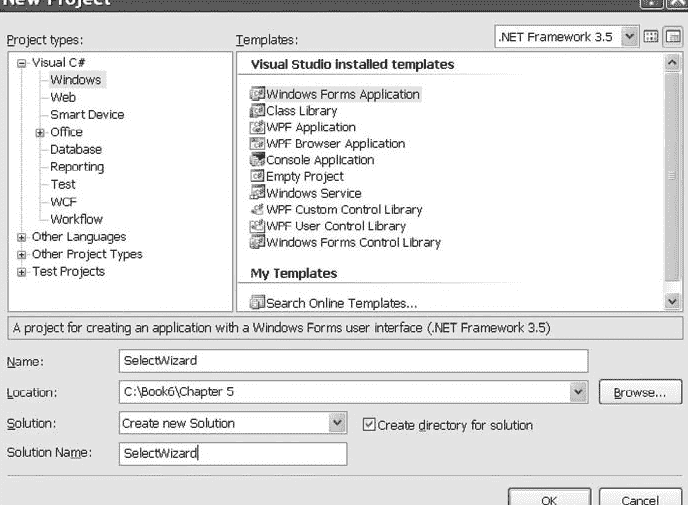 New Project
Project types:
Templates:
.NET Framework 3.5
Visual C#
Windows
Web
Smart Device
Office
Database
Reporting
Test
WCF
Workflow
Other Languages
Other Project Types
Test Projects
Visual Studio installed templates
Windows Forms Application
Class Library
WPF Application
WPF Browser Application
Console Application
Empty Project
Windows Service
WPF Custom Control Library
WPF User Control Library
Windows Forms Control Library
My Templates
Search Online Templates...
A project for creating an application with a Windows Forms user interface (.NET Framework 3.5)
Name:
SelectWizard
Location:
C:\Book6\Chapter 5
Browse...
Solution:
Create new Solution
Create directory for solution
Solution Name:
SelectWizard
OK
Cancel